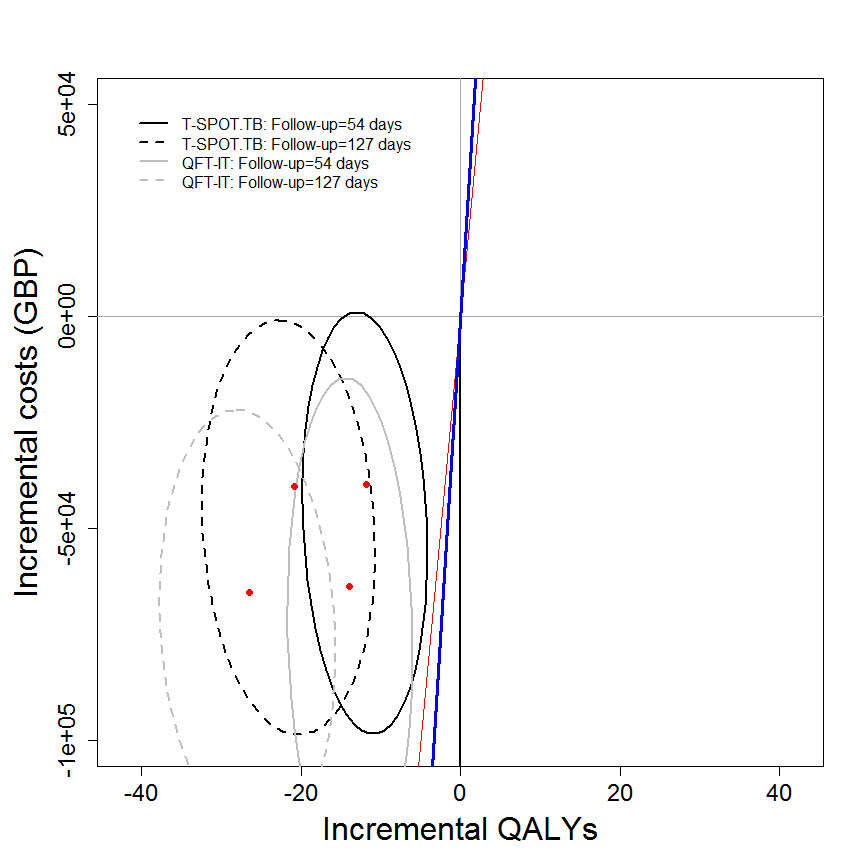 T-SPOT.TB: Follow-up=54 days
T-SPOT.TB: Follow-up=127 days
QFT-IT: Follow-up=54 days
QFT-IT: Follow-up=127 days
5e+04
0e+00
-5e+04
-1e+05
Incremental costs (GBP)
-40 -20 0 20 40
Incremental QALYs